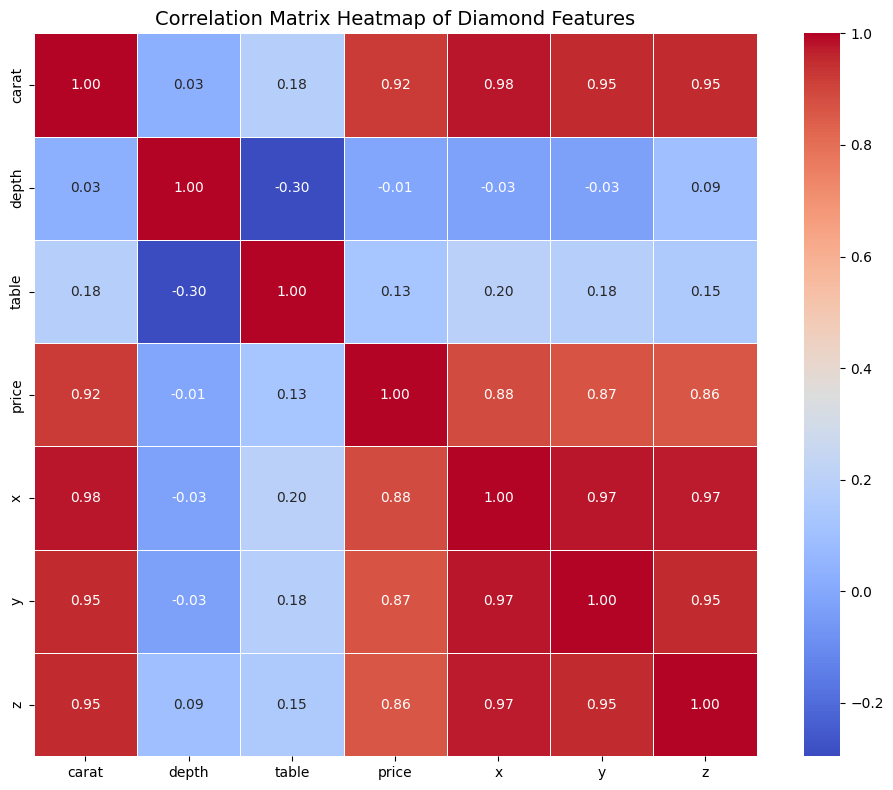 Correlation Matrix Heatmap of Diamond Features
carat 1.00 0.03 0.18 0.92 0.98 0.95 0.95
depth 0.03 1.00 -0.30 -0.01 -0.03 -0.03 0.09
table 0.18 -0.30 1.00 0.13 0.20 0.18 0.15
price 0.92 -0.01 0.13 1.00 0.88 0.87 0.86
x 0.98 -0.03 0.20 0.88 1.00 0.97 0.97
y 0.95 -0.03 0.18 0.87 0.97 1.00 0.95
z 0.95 0.09 0.15 0.86 0.97 0.95 1.00
carat depth table price x y z
1.0
0.8
0.6
0.4
0.2
0.0
−0.2